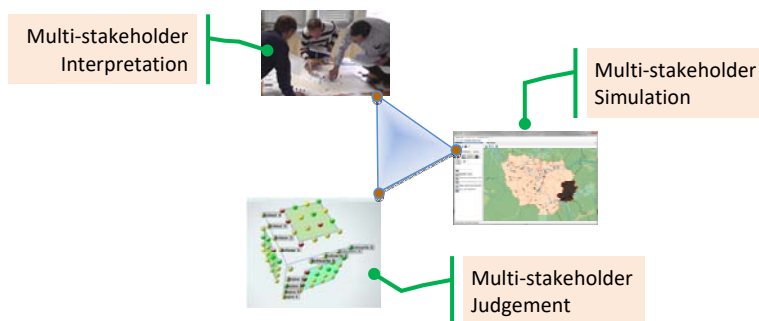 Multi-stakeholder
Interpretation
Multi-stakeholder
Simulation
Multi-stakeholder
Judgement